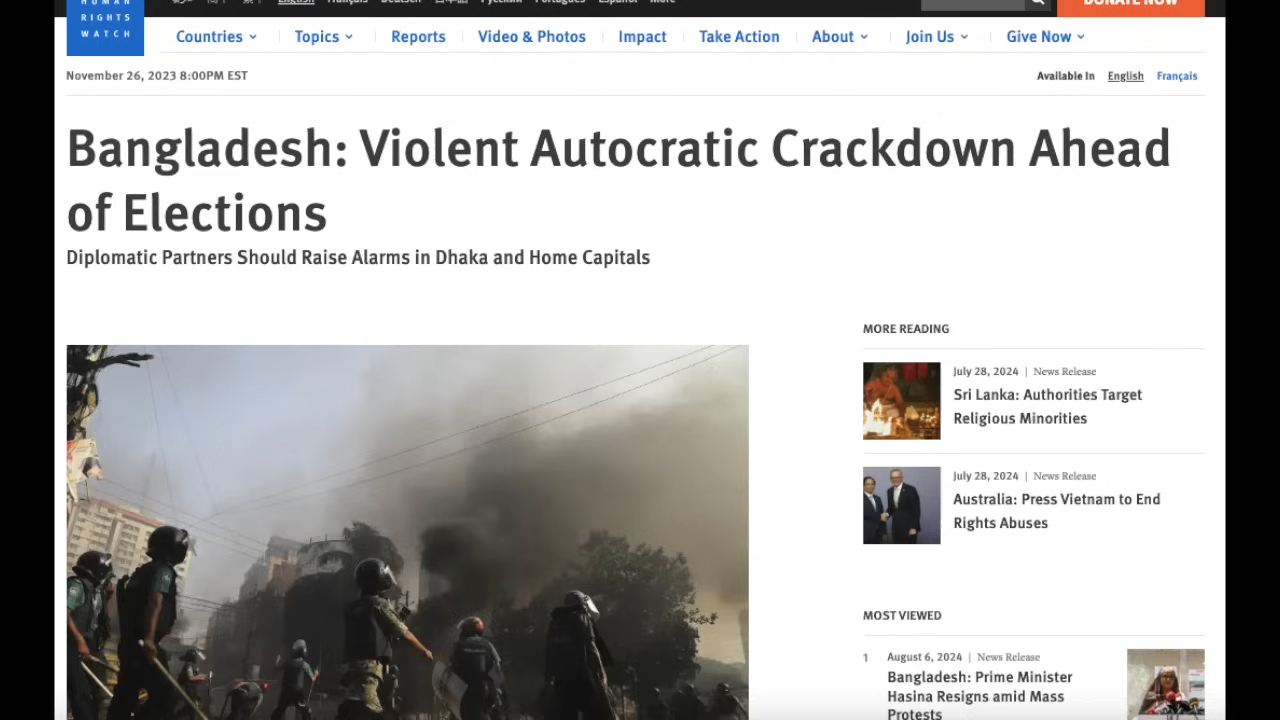 HUMAN
RIGHTS
WATCH
English Français Deutsch 日本語 Русский Português Español More
DONATE NOW
Countries Topics Reports Video & Photos Impact Take Action About Join Us Give Now
November 26, 2023 8:00PM EST
Available In English Français
Bangladesh: Violent Autocratic Crackdown Ahead
of Elections
Diplomatic Partners Should Raise Alarms in Dhaka and Home Capitals
MORE READING
July 28, 2024 | News Release
Sri Lanka: Authorities Target
Religious Minorities
July 28, 2024 | News Release
Australia: Press Vietnam to End
Rights Abuses
MOST VIEWED
1 August 6, 2024 | News Release
Bangladesh: Prime Minister
Hasina Resigns amid Mass
Protests